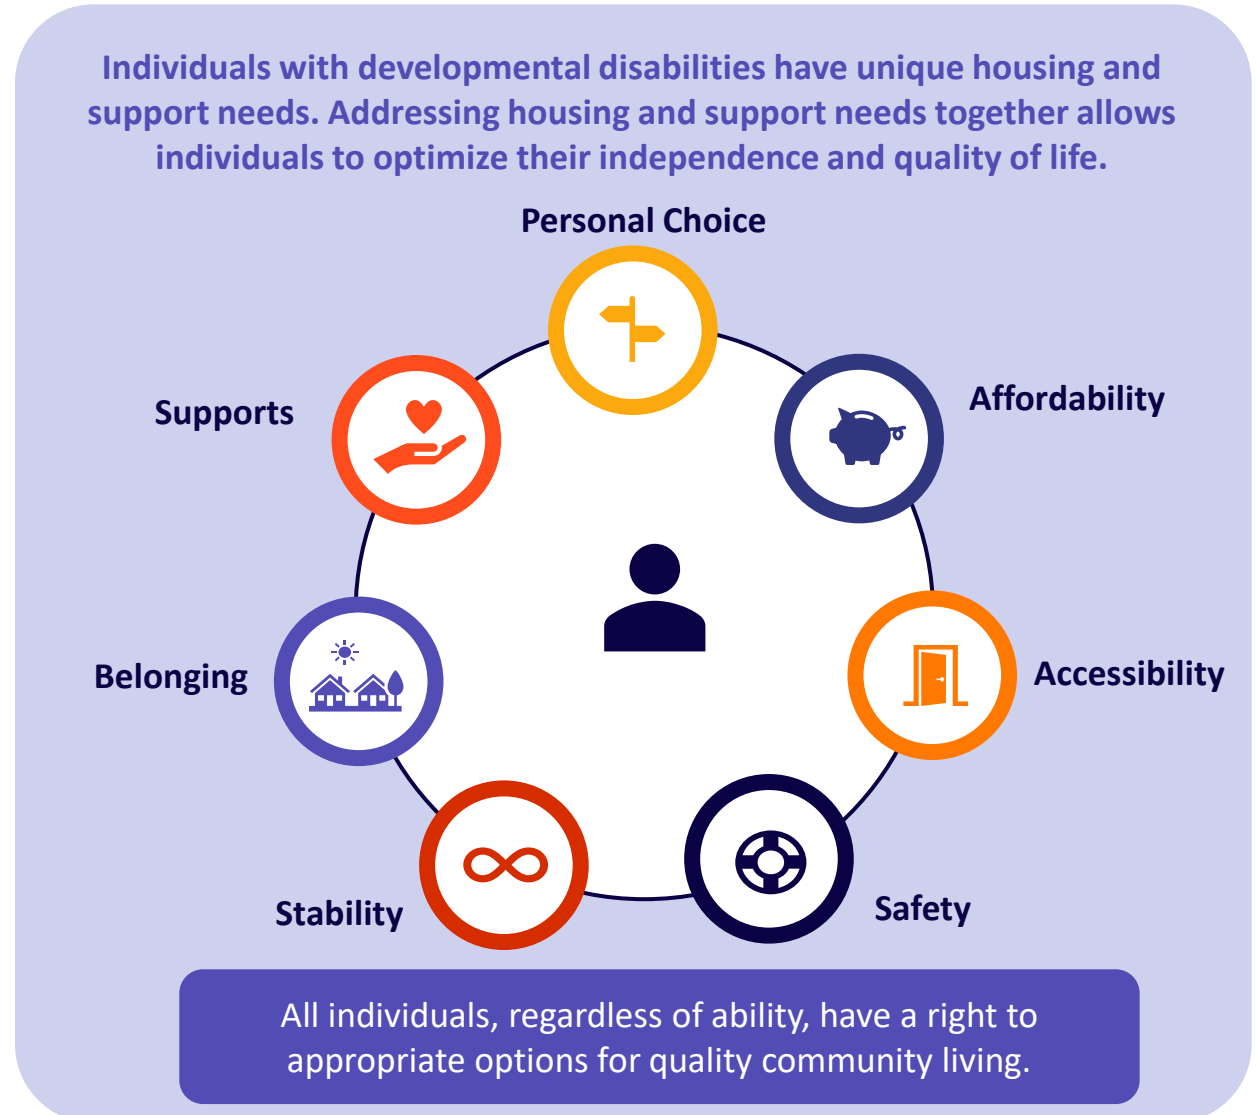 Individuals with developmental disabilities have unique housing and
support needs. Addressing housing and support needs together allows
individuals to optimize their independence and quality of life.
Personal Choice
Affordability
Supports
Accessibility
Belonging
Safety
Stability
All individuals, regardless of ability, have a right to
appropriate options for quality community living.